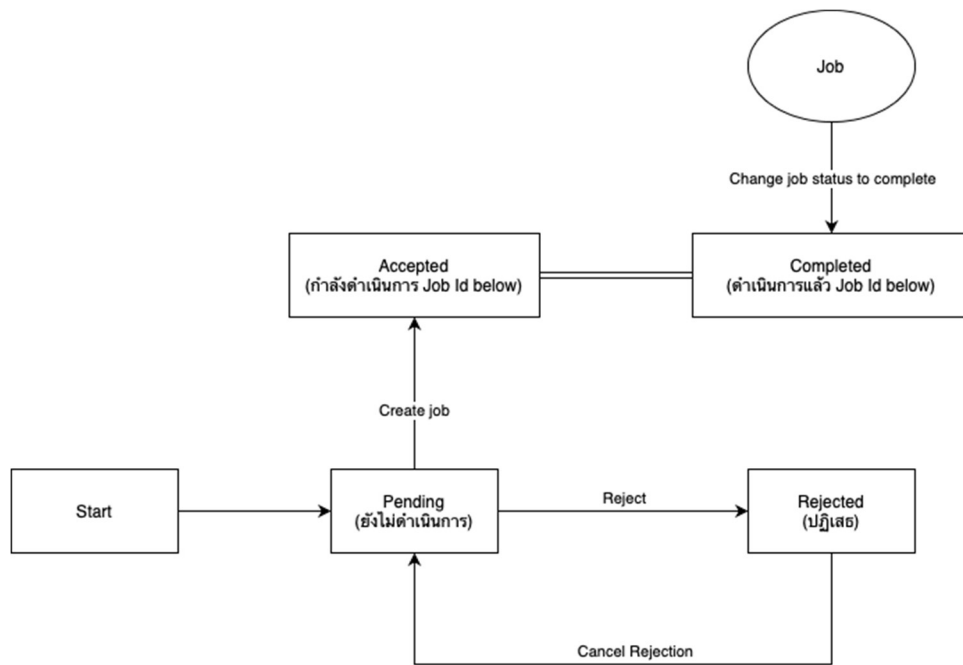 Job
Change job status to complete
Accepted
(กำลังดำเนินการ Job Id below)
Completed
(ดำเนินการแล้ว Job Id below)
Create job
Start
Pending
(ยังไม่ดำเนินการ)
Reject
Rejected
(ปฏิเสธ)
Cancel Rejection